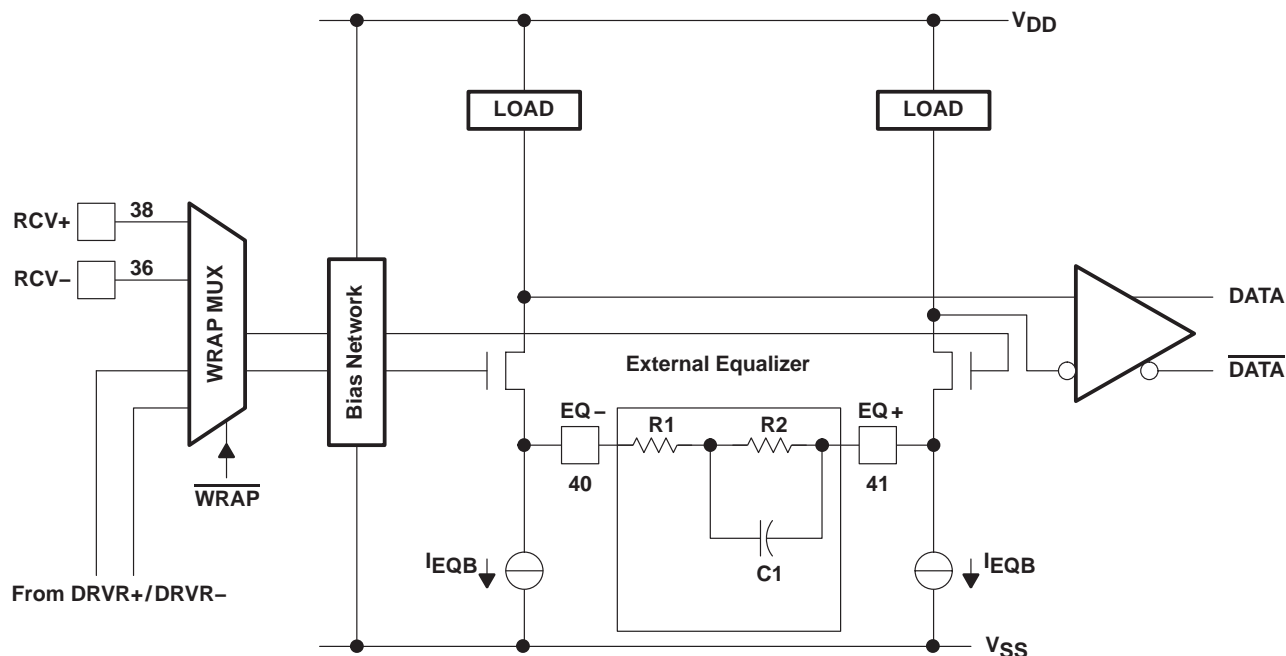 VDD
LOAD
LOAD
RCV+
38
RCV−
36
WRAP MUX
Bias Network
DATA
DATA
External Equalizer
EQ−
R1
R2
EQ+
40
41
WRAP
C1
IEQB
IEQB
From DRVR+/DRVR−
VSS